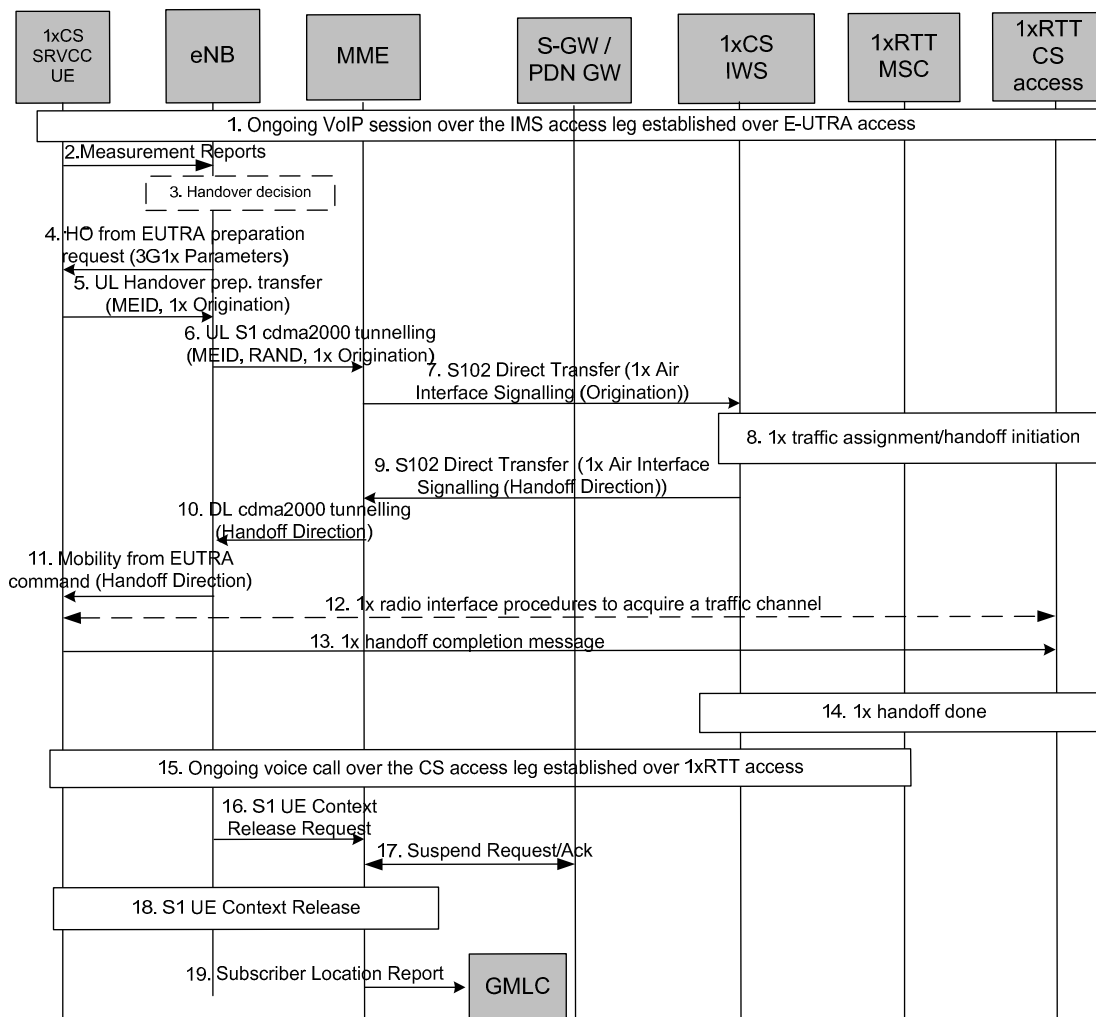 1xCS
SRVCC
UE
eNB
MME
S-GW /
PDN GW
1xCS
IWS
1xRTT
MSC
1xRTT
CS
access
1. Ongoing VoIP session over the IMS access leg established over E-UTRA access
2.Measurement Reports
3. Handover decision
4. HO from EUTRA preparation
request (3G1x Parameters)
5. UL Handover prep. transfer
(MEID, 1x Origination)
6. UL S1 cdma2000 tunnelling
(MEID, RAND, 1x Origination)
7. S102 Direct Transfer (1x Air
Interface Signalling (Origination))
8. 1x traffic assignment/handoff initiation
9. S102 Direct Transfer (1x Air Interface
Signalling (Handoff Direction))
10. DL cdma2000 tunnelling
(Handoff Direction)
11. Mobility from EUTRA
command (Handoff Direction)
12. 1x radio interface procedures to acquire a traffic channel
13. 1x handoff completion message
14. 1x handoff done
15. Ongoing voice call over the CS access leg established over 1xRTT access
16. S1 UE Context
Release Request
17. Suspend Request/Ack
18. S1 UE Context Release
19. Subscriber Location Report
GMLC